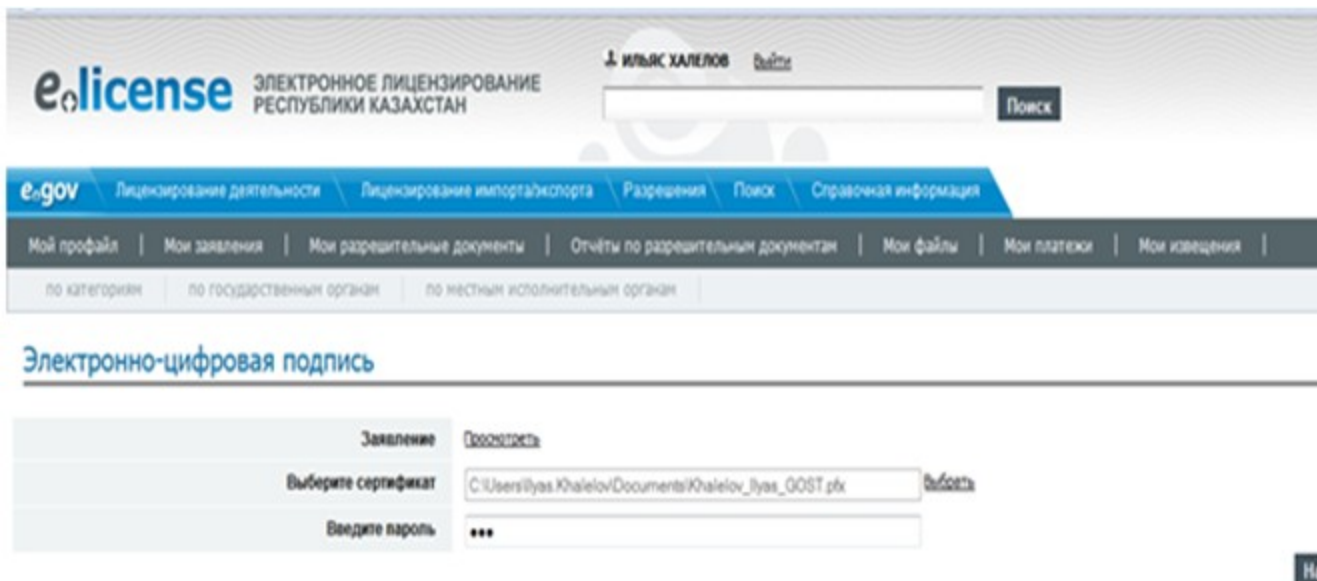 ИЛЬЯС ХАЛЕЛОВ Выйти
e.license ЭЛЕКТРОННОЕ ЛИЦЕНЗИРОВАНИЕ
РЕСПУБЛИКИ КАЗАХСТАН
Поиск
e.gov Лицензирование деятельности Лицензирование импорта/экспорта Разрешения Поиск Справочная информация
Мой профайл | Мои заявления | Мои разрешительные документы | Отчёты по разрешительным документам | Мои файлы | Мои платежи | Мои извещения |
по категориям по государственным органам по местным исполнительным органам
Электронно-цифровая подпись
Заявление Просмотреть
Выберите сертификат C:\Users\Ilyas.Khalelov\Documents\Khalelov_Ilyas_GOST.pfx Выбрать
Введите пароль •••